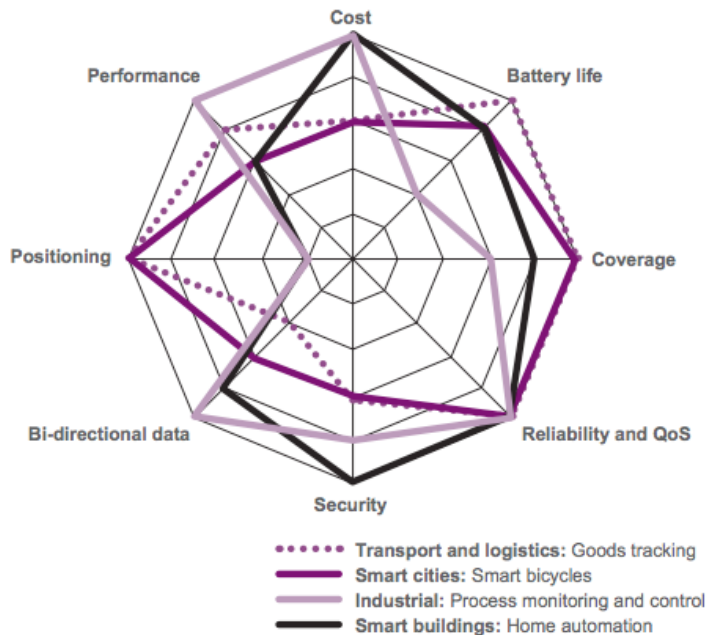 Cost
Performance
Battery life
Positioning
Coverage
Bi-directional data
Reliability and QoS
Security
Transport and logistics: Goods tracking
Smart cities: Smart bicycles
Industrial: Process monitoring and control
Smart buildings: Home automation